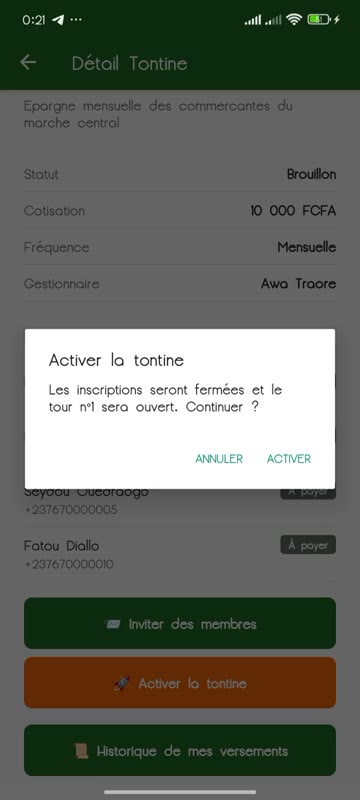 0:21
Détail Tontine
Epargne mensuelle des commercantes du
marche central
Statut Brouillon
Cotisation 10 000 FCFA
Fréquence Mensuelle
Gestionnaire Awa Traore
Activer la tontine
Les inscriptions seront fermées et le
tour n°1 sera ouvert. Continuer ?
ANNULER ACTIVER
Seydou Ouedraogo À payer
+237670000005
Fatou Diallo À payer
+237670000010
Inviter des membres
Activer la tontine
Historique de mes versements